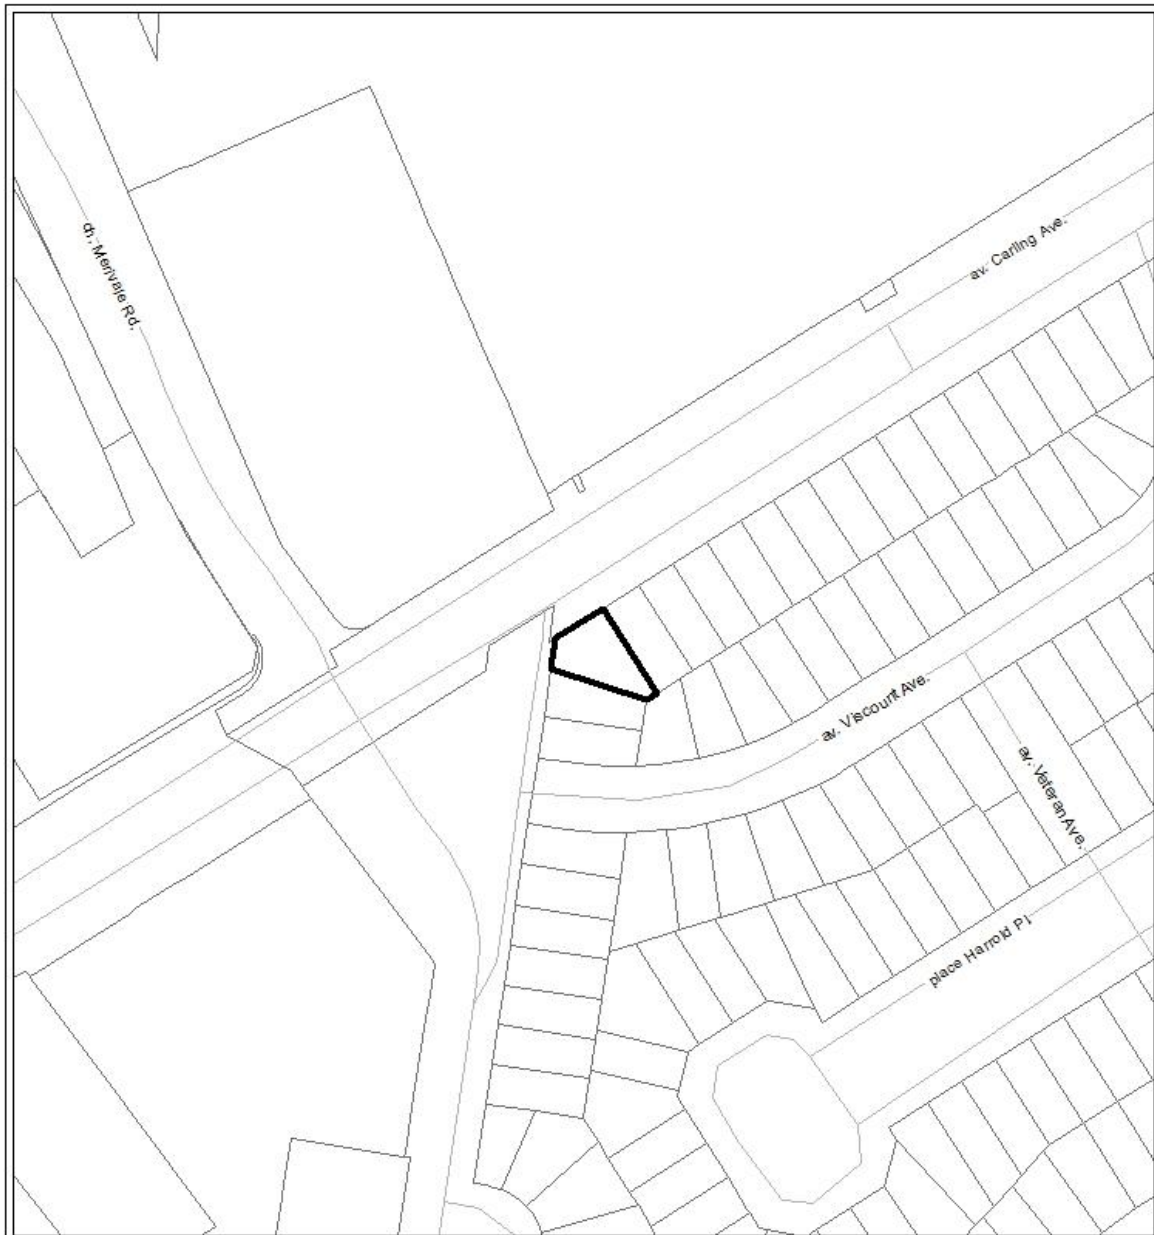 ch. Merivale Rd.
av. Carling Ave.
av. Viscount Ave.
av. Veteran Ave.
place Harrold Pl